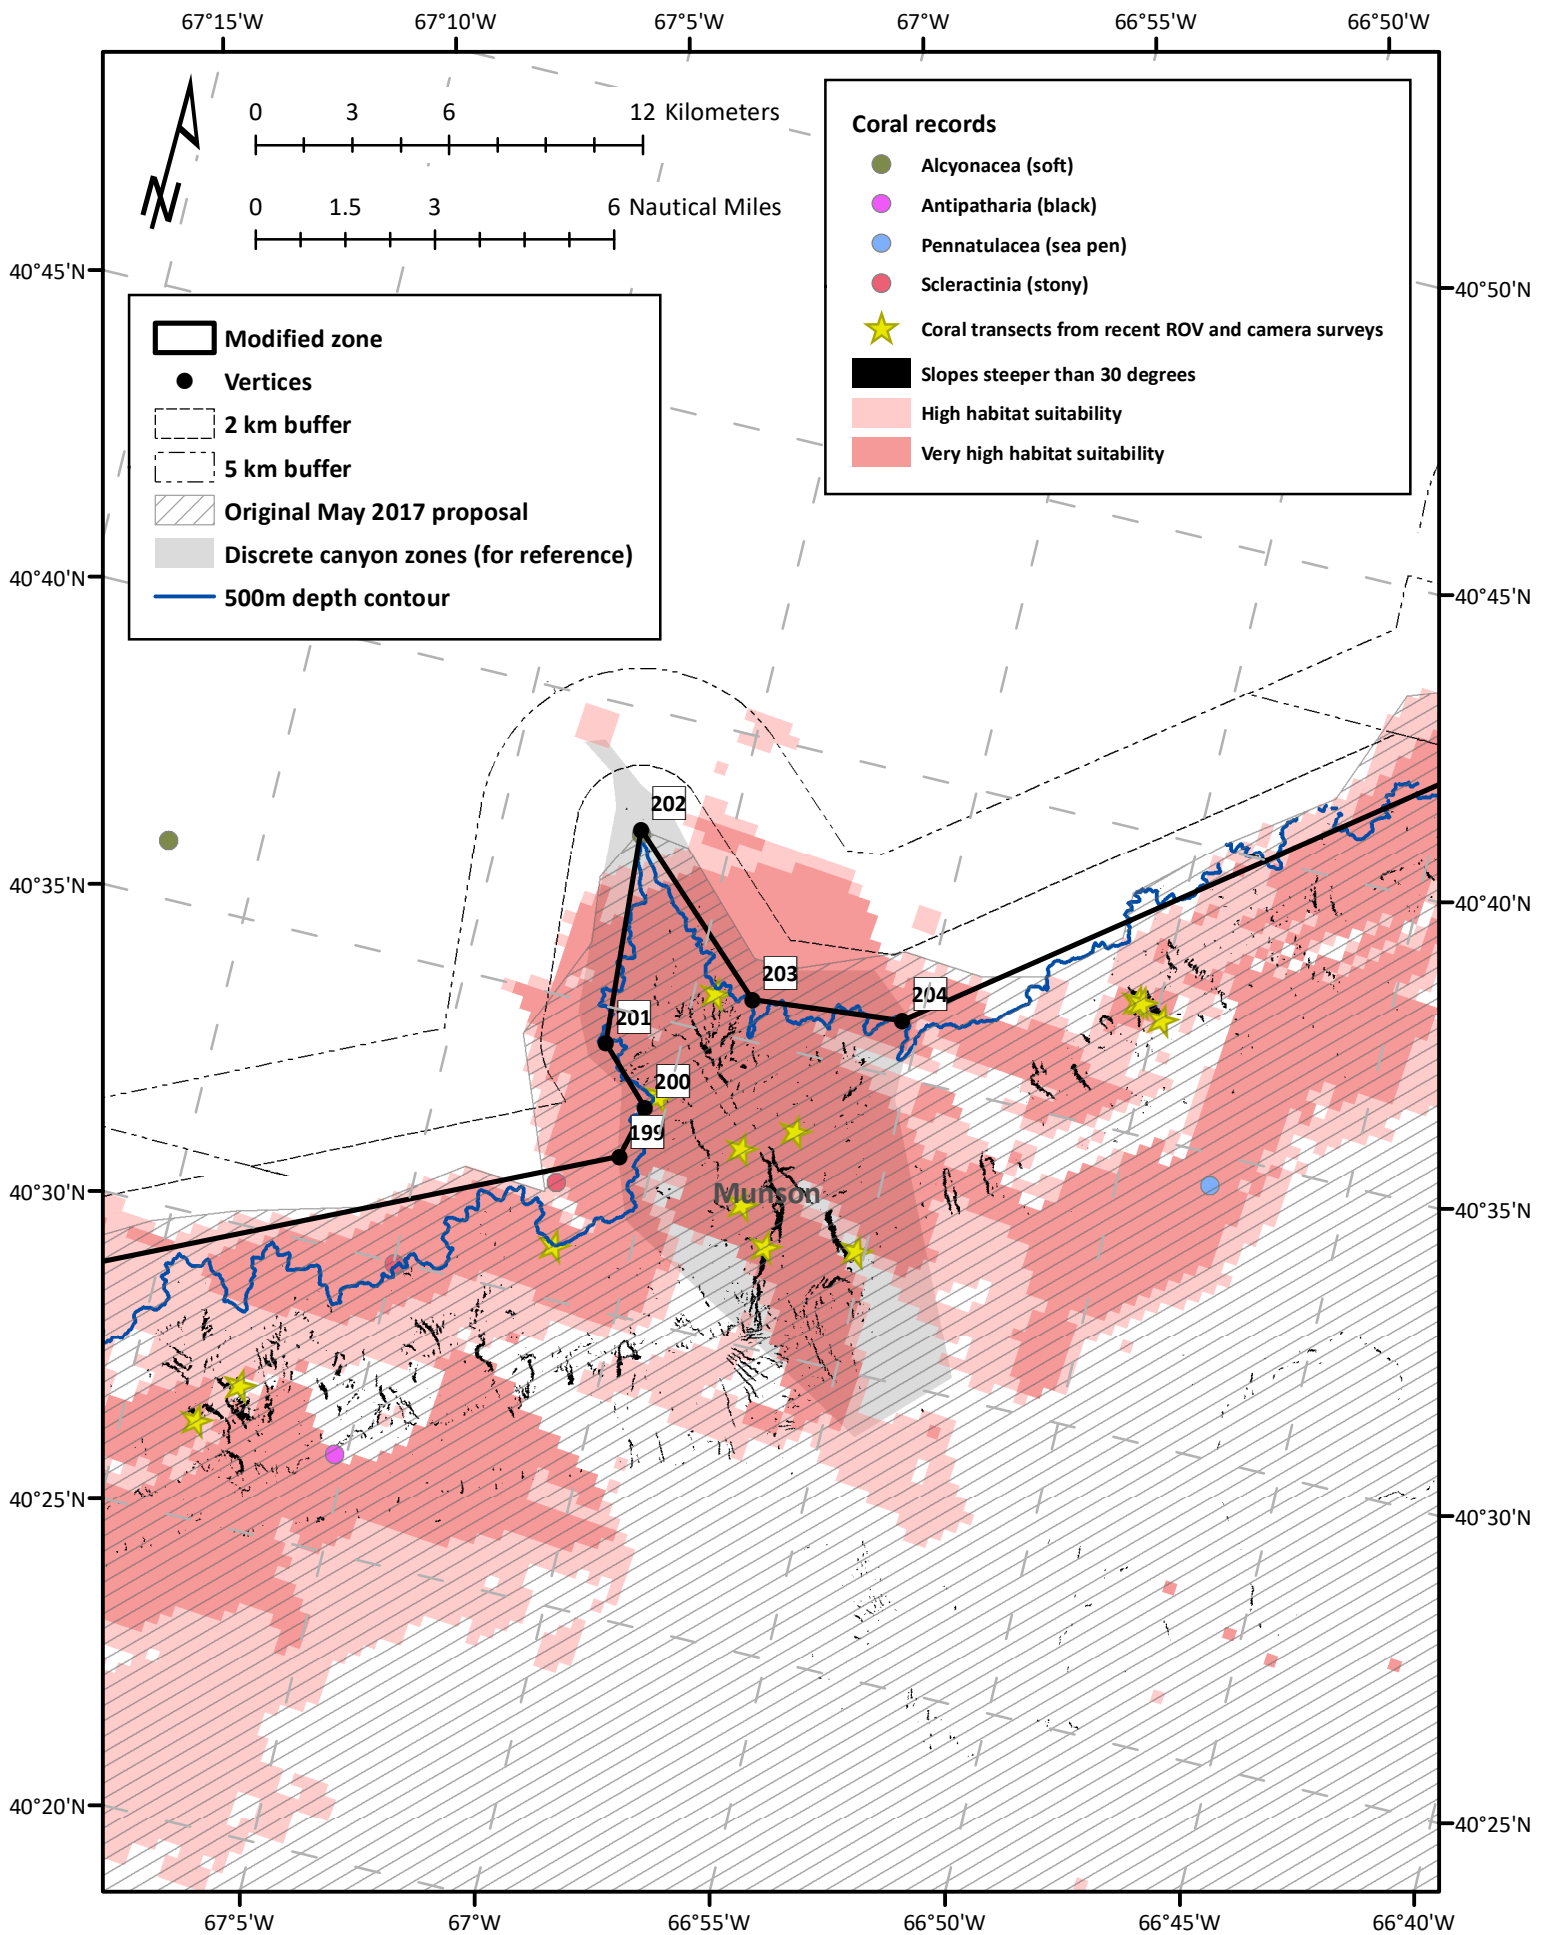 67°15'W 67°10'W 67°5'W 67°W 66°55'W 66°50'W
N
0 3 6 12 Kilometers
0 1.5 3 6 Nautical Miles
Coral records
Alcyonacea (soft)
Antipatharia (black)
Pennatulacea (sea pen)
Scleractinia (stony)
Coral transects from recent ROV and camera surveys
Slopes steeper than 30 degrees
High habitat suitability
Very high habitat suitability
Modified zone
Vertices
2 km buffer
5 km buffer
Original May 2017 proposal
Discrete canyon zones (for reference)
500m depth contour
40°45'N
40°40'N
40°35'N
40°30'N
40°25'N
40°20'N
40°50'N
40°45'N
40°40'N
40°35'N
40°30'N
40°25'N
202
203
204
201
200
199
Munson
67°5'W 67°W 66°55'W 66°50'W 66°45'W 66°40'W